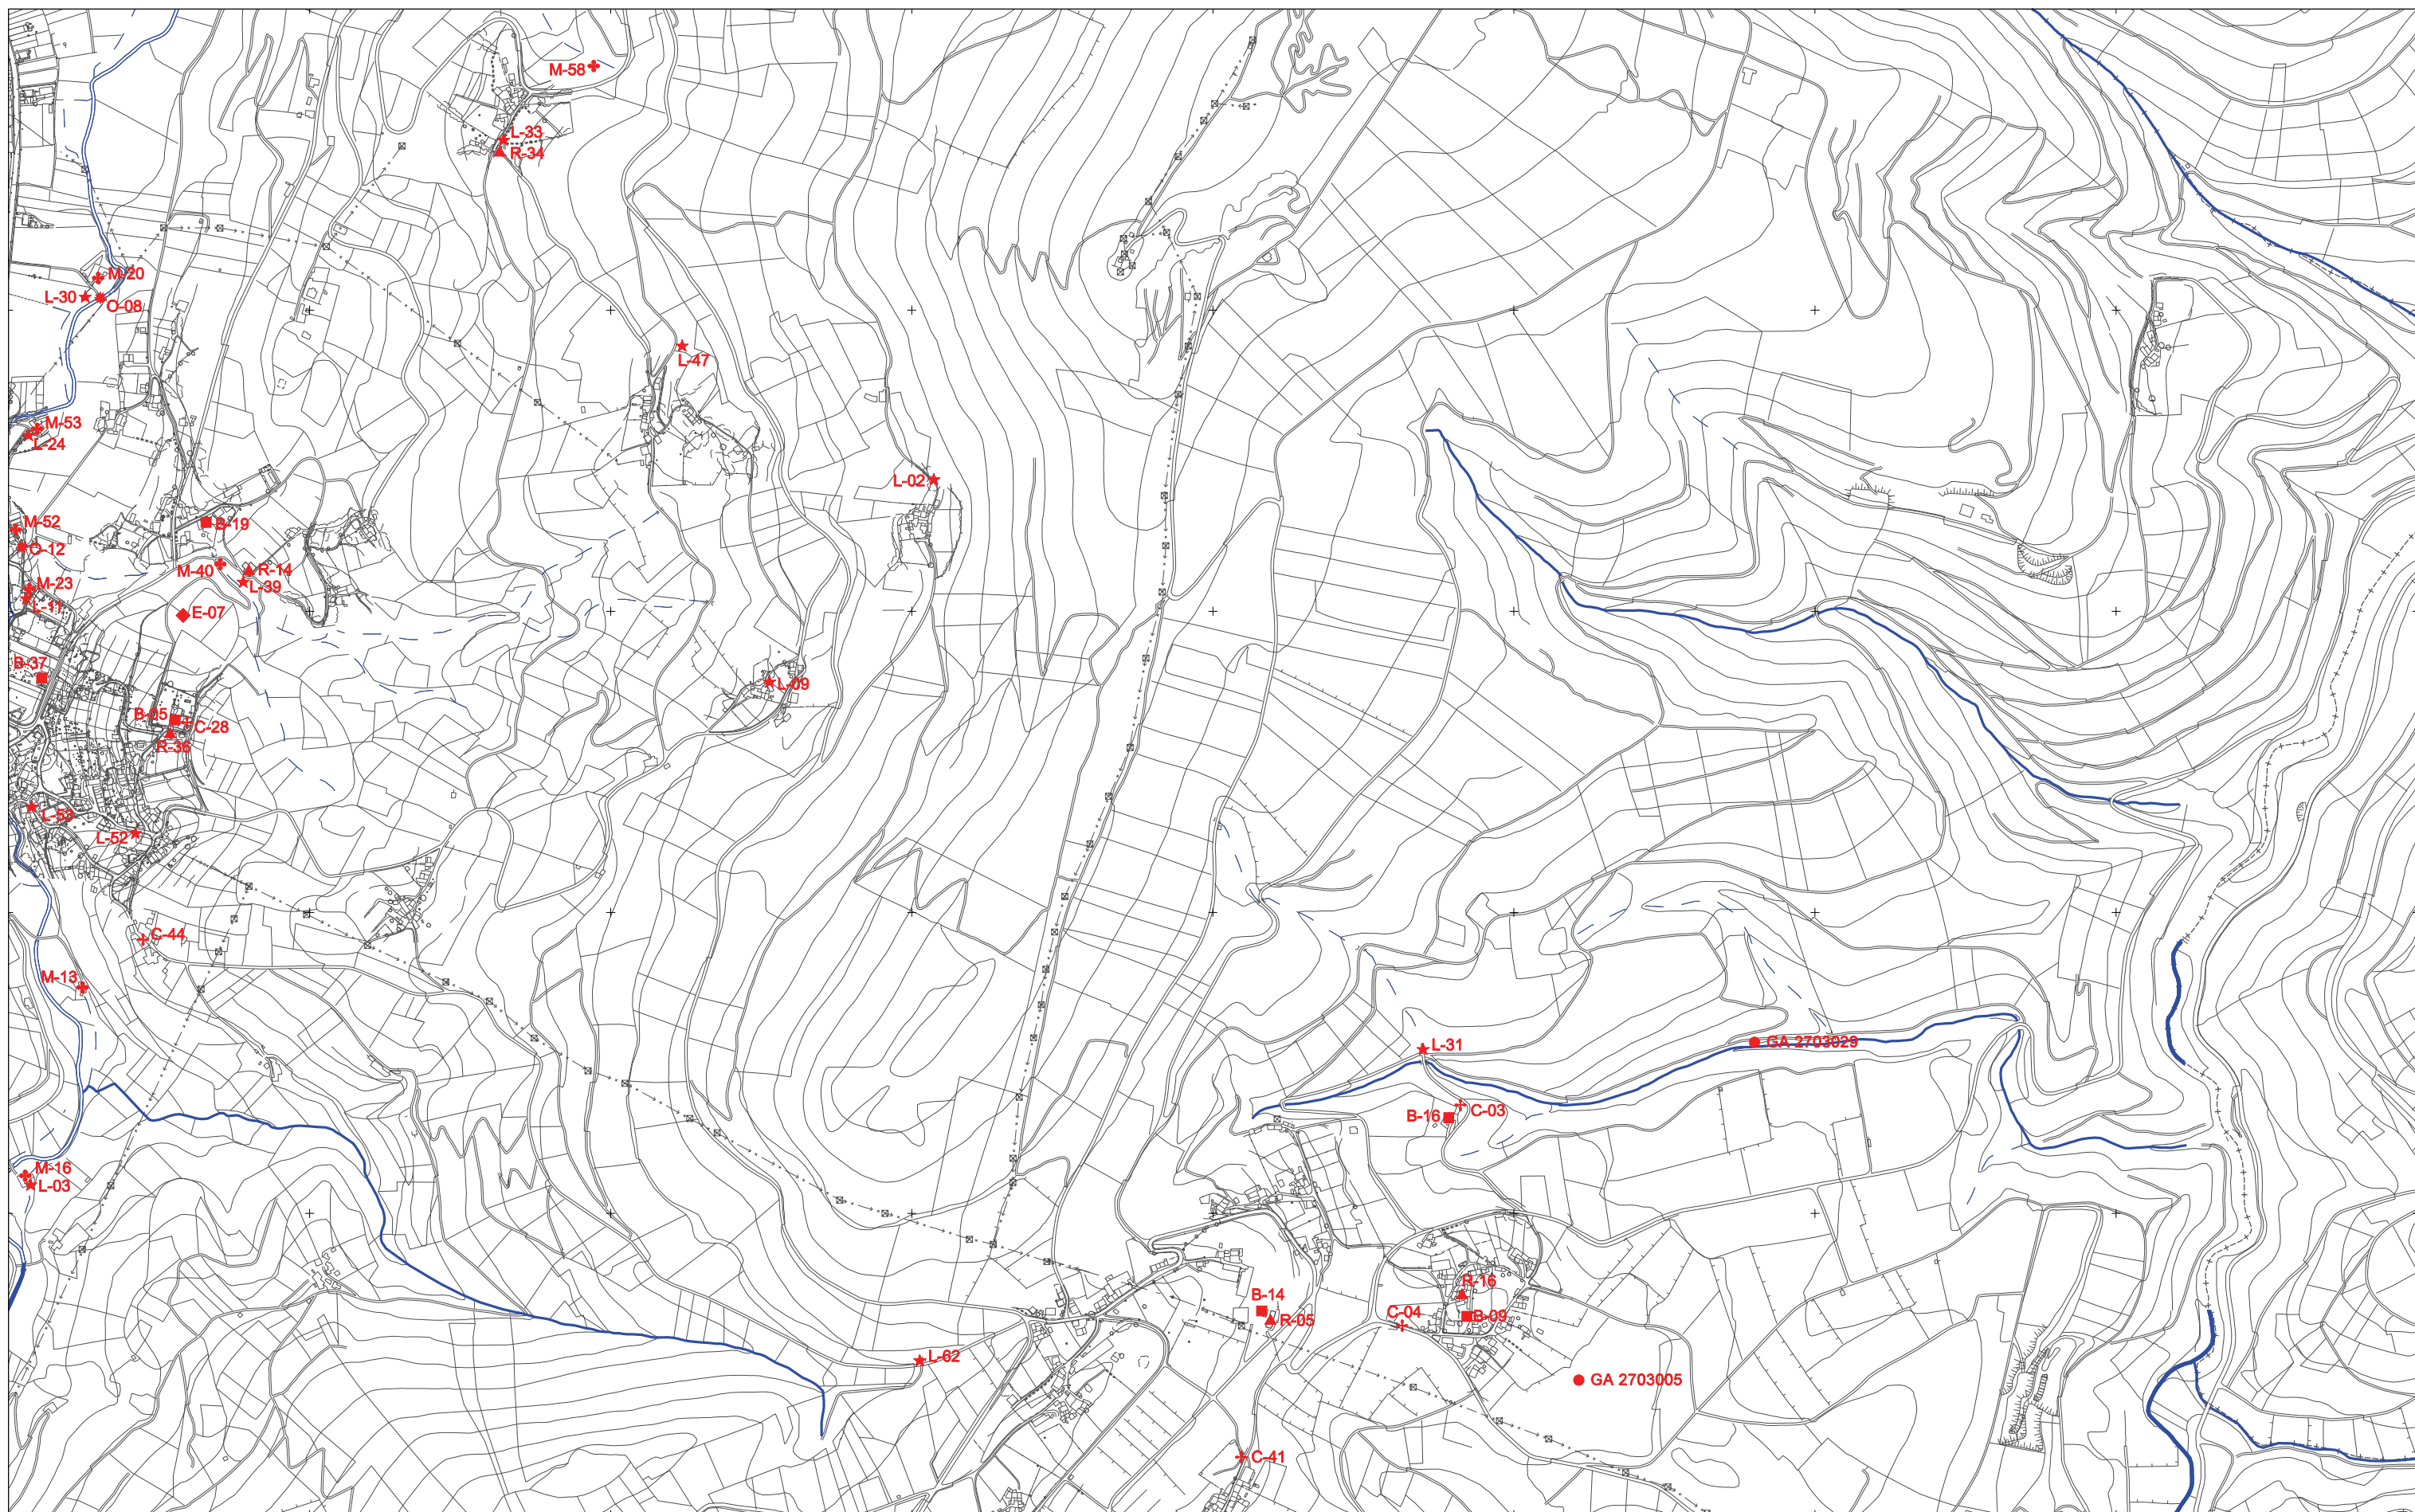 M-58
L-33
R-34
M-20
L-30
O-08
L-47
M-53
L-24
L-02
M-52
B-19
O-12
M-40
R-14
M-23
L-39
L-11
E-07
B-37
L-09
B-05
C-28
R-36
L-53
L-52
C-44
M-13
GA 2703029
L-31
C-03
B-16
M-16
L-03
R-16
B-14
C-04
B-09
R-05
L-62
GA 2703005
C-41